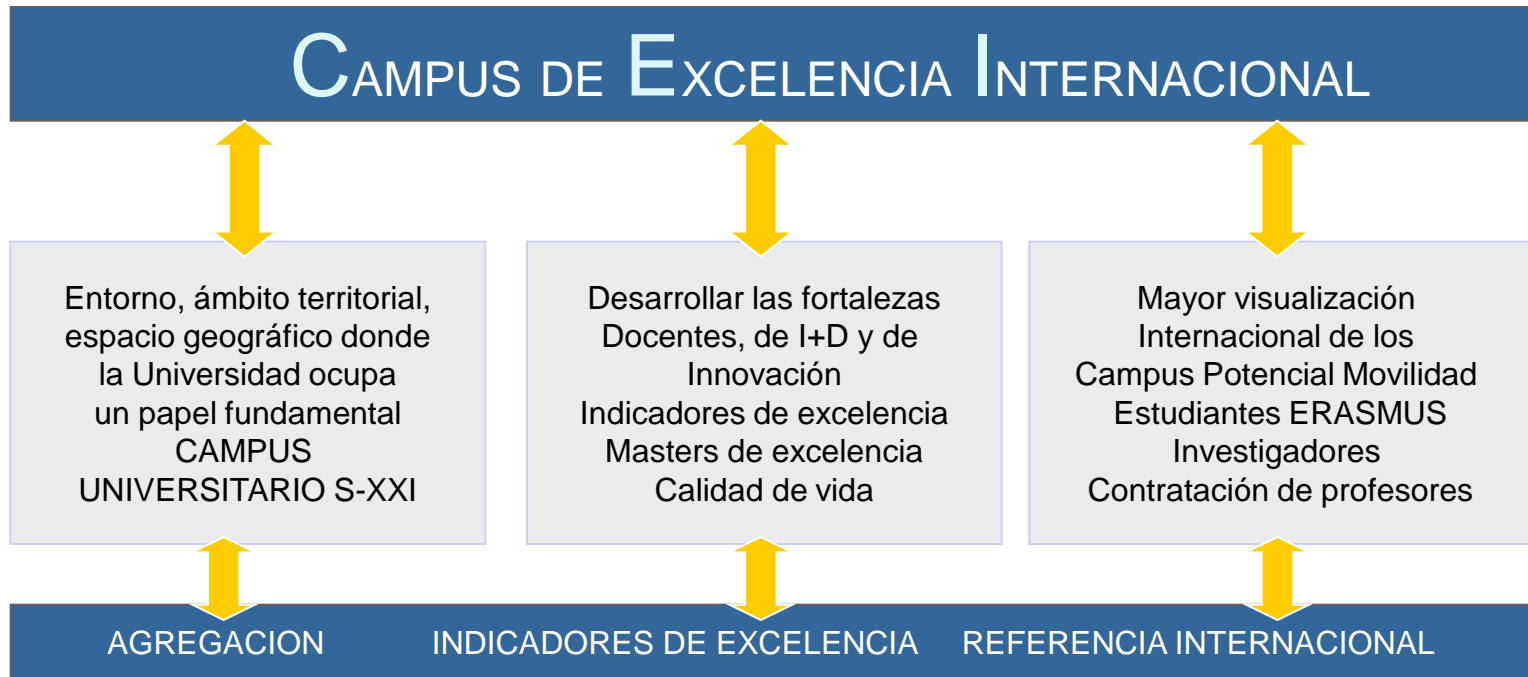 CAMPUS DE EXCELENCIA INTERNACIONAL
Entorno, ámbito territorial,
espacio geográfico donde
la Universidad ocupa
un papel fundamental
CAMPUS
UNIVERSITARIO S-XXI
Desarrollar las fortalezas
Docentes, de I+D y de
Innovación
Indicadores de excelencia
Masters de excelencia
Calidad de vida
Mayor visualización
Internacional de los
Campus Potencial Movilidad
Estudiantes ERASMUS
Investigadores
Contratación de profesores
AGREGACION INDICADORES DE EXCELENCIA REFERENCIA INTERNACIONAL